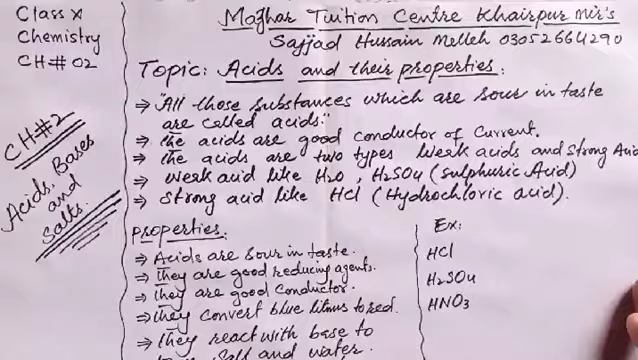 Class XI
Chemistry
CH# 02
CH#2
Acids, Bases
and
Salts.
Mazhar Tuition Centre Khairpur Mir's
Sajjad Hussain Melleh 03052664290
Topic: Acids and their properties.
⇒ "All those substances which are sour in taste
are called acids."
⇒ The acids are good conductor of Current.
⇒ The acids are two types Weak acids and Strong Acid
⇒ Weak acid like H2O, H2SO4 (Sulphuric Acid)
⇒ Strong acid like HCl (Hydrochloric acid).
Properties.
⇒ Acids are sour in taste.
⇒ They are good reducing agents.
⇒ They are good conductor.
⇒ They convert blue litmus to red.
⇒ They react with base to
Salt and water.
Ex:
HCl
H2SO4
HNO3